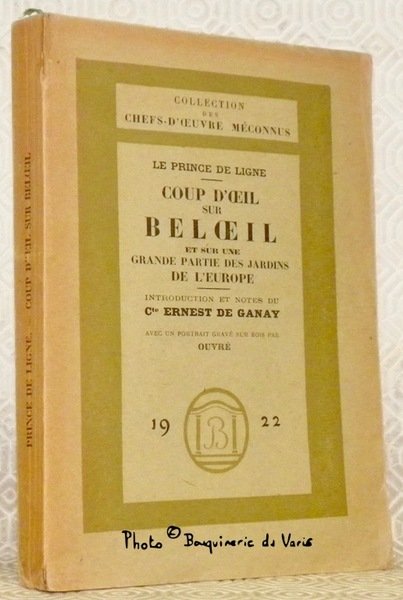 COLLECTION
DES
CHEFS-D'ŒUVRE MÉCONNUS
LE PRINCE DE LIGNE
COUP D'ŒIL
SUR
BELŒIL
ET SUR UNE
GRANDE PARTIE DES JARDINS
DE L'EUROPE
INTRODUCTION ET NOTES DU
Cte ERNEST DE GANAY
AVEC UN PORTRAIT GRAVÉ SUR BOIS PAR
OUVRÉ
19 B 22
PRINCE DE LIGNE. — COUP D'ŒIL SUR BELŒIL
Photo © Bouquinerie du Varis